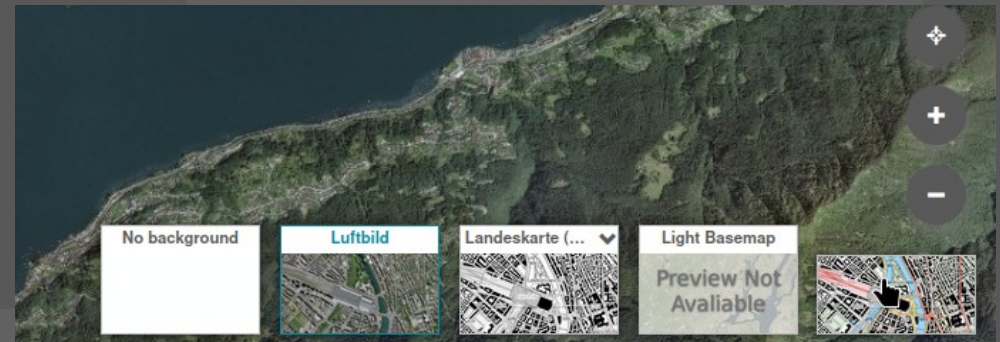 No background
Luftbild
Landeskarte (...
Light Basemap
Preview Not
Avaliable